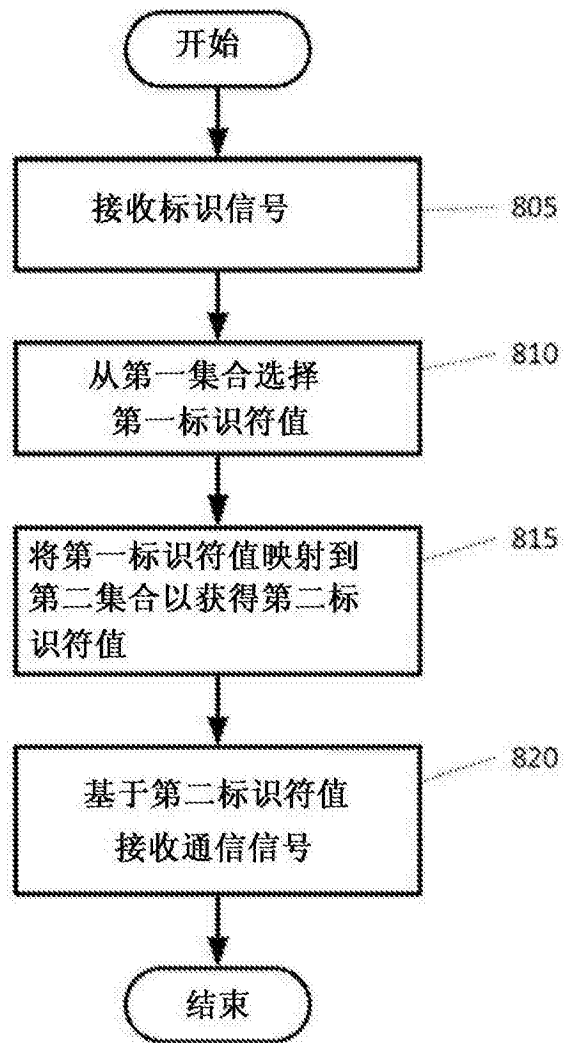 开始
接收标识信号
805
从第一集合选择
第一标识符值
810
将第一标识符值映射到
第二集合以获得第二标
识符值
815
基于第二标识符值
接收通信信号
820
结束